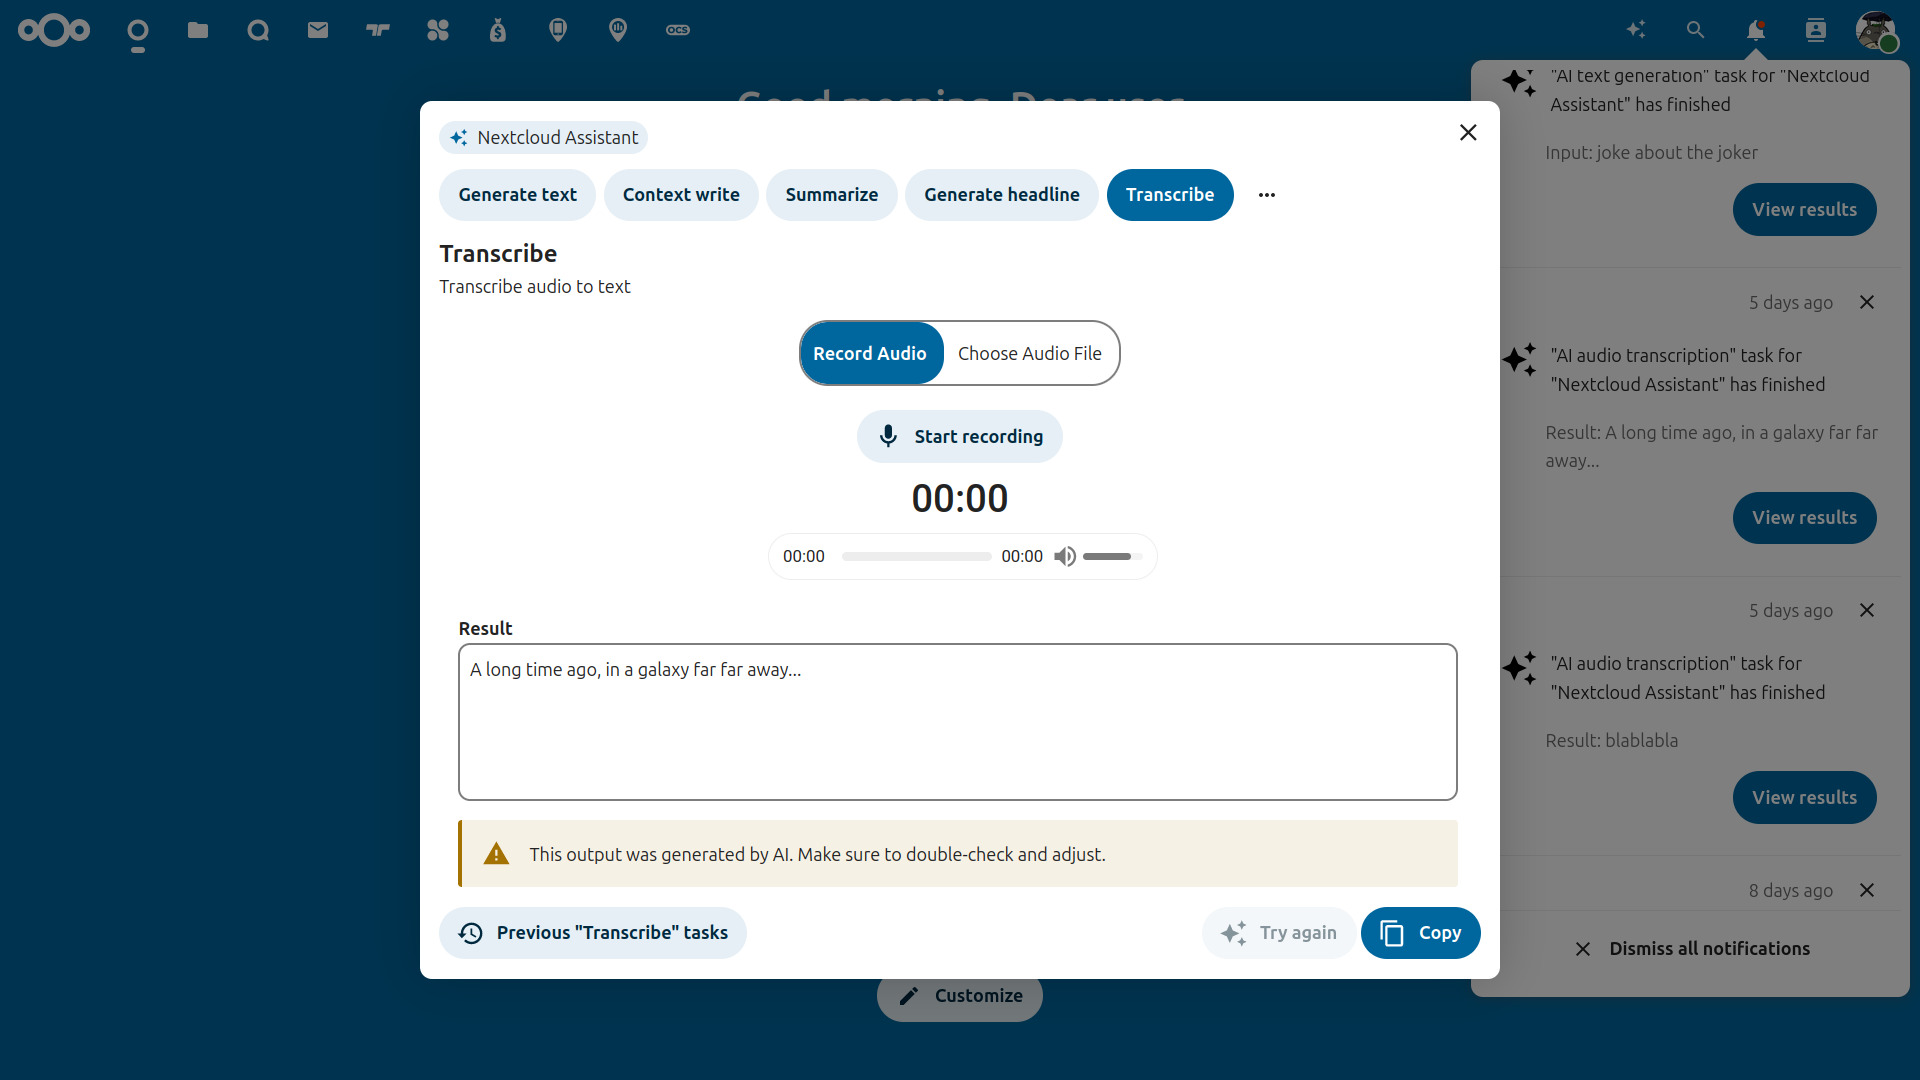 OCS
Good morning, Dear user
Nextcloud Assistant
Generate text
Context write
Summarize
Generate headline
Transcribe
Transcribe
Transcribe audio to text
Record Audio
Choose Audio File
Start recording
00:00
00:00
00:00
Result
A long time ago, in a galaxy far far away...
This output was generated by AI. Make sure to double-check and adjust.
Previous "Transcribe" tasks
Try again
Copy
Customize
"AI text generation" task for "Nextcloud
Assistant" has finished
Input: joke about the joker
View results
5 days ago
"AI audio transcription" task for
"Nextcloud Assistant" has finished
Result: A long time ago, in a galaxy far far
away...
View results
5 days ago
"AI audio transcription" task for
"Nextcloud Assistant" has finished
Result: blablabla
View results
8 days ago
Dismiss all notifications